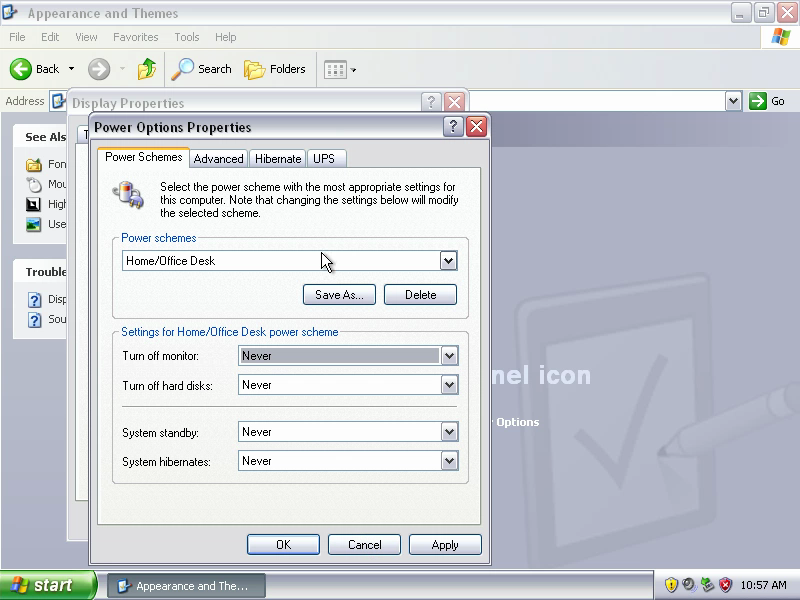 Appearance and Themes
File Edit View Favorites Tools Help
Back Search Folders
Address Go
Display Properties
Power Options Properties
See Als
Power Schemes Advanced Hibernate UPS
Select the power scheme with the most appropriate settings for
this computer. Note that changing the settings below will modify
the selected scheme.
Power schemes
Home/Office Desk
Save As... Delete
Settings for Home/Office Desk power scheme
Turn off monitor: Never
Turn off hard disks: Never
System standby: Never
System hibernates: Never
OK Cancel Apply
Fon
Mou
High
Use
Trouble
Disp
Sou
nel icon
Options
start Appearance and The... 10:57 AM